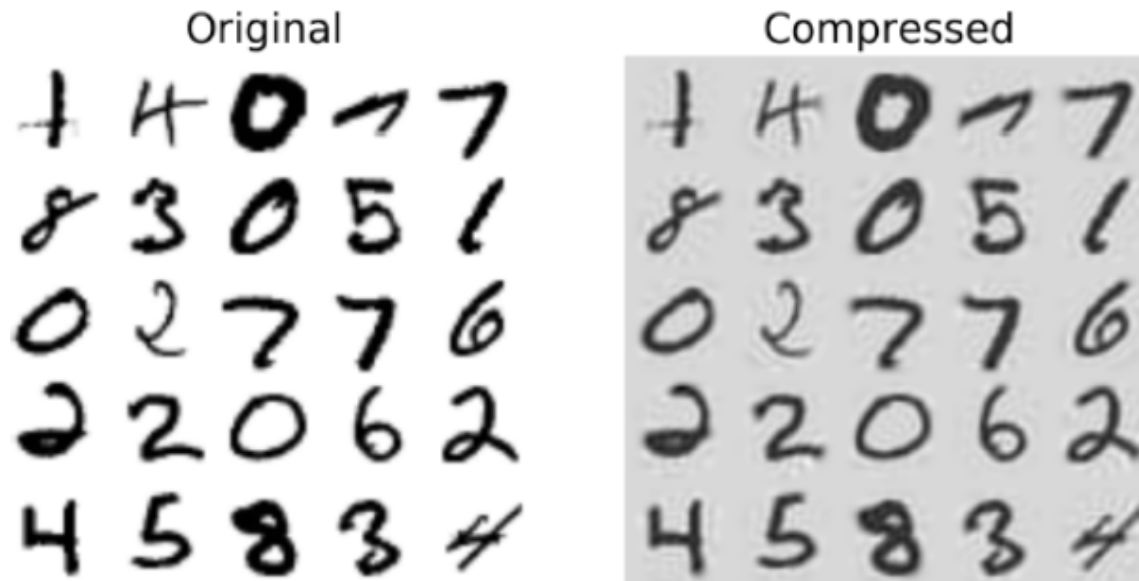 Original Compressed
1 4 0 1 7 1 4 0 1 7
8 3 0 5 1 8 3 0 5 1
0 2 7 7 6 0 2 7 7 6
2 2 0 6 2 2 2 0 6 2
4 5 8 3 4 4 5 8 3 4